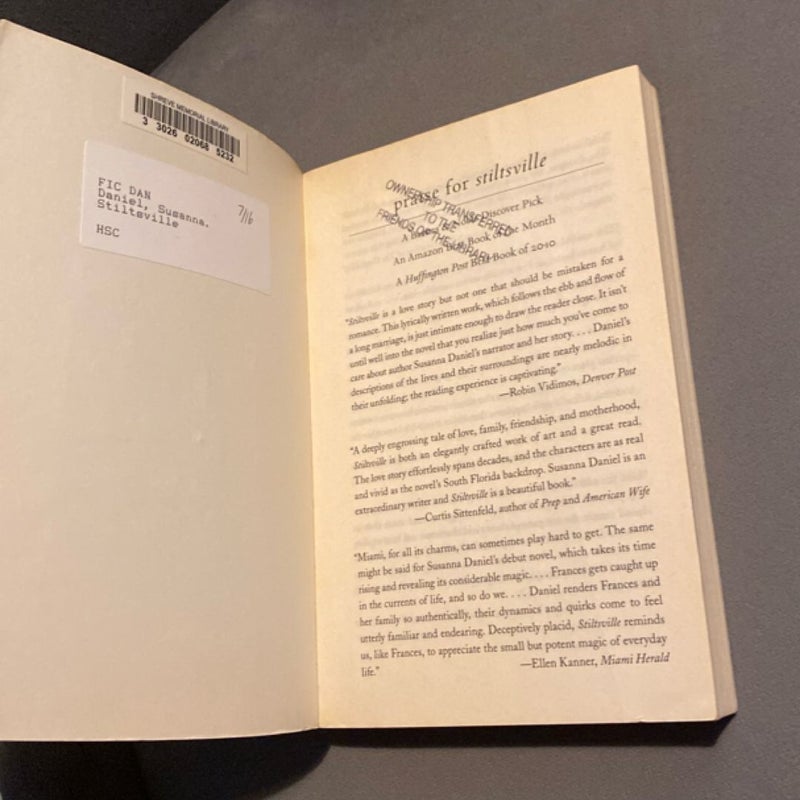 SHREVE MEMORIAL LIBRARY
3 3026 02068 5232
FIC DAN
Daniel, Susanna.
Stiltsville
7/16
HSC
praise for stiltsville
OWNERSHIP TRANSFERRED
TO THE
FRIENDS OF THE LIBRARY
A Discover Pick
An Amazon Book of the Month
A Huffington Post Best Book of 2010
"Stiltsville is a love story but not one that should be mistaken for a
romance. This lyrically written work, which follows the ebb and flow of
a long marriage, is just intimate enough to draw the reader close. It isn't
until well into the novel that you realize just how much you've come to
care about author Susanna Daniel's narrator and her story. . . . Daniel's
descriptions of the lives and their surroundings are nearly melodic in
their unfolding; the reading experience is captivating."
—Robin Vidimos, Denver Post
"A deeply engrossing tale of love, family, friendship, and motherhood,
Stiltsville is both an elegantly crafted work of art and a great read.
The love story effortlessly spans decades, and the characters are as real
and vivid as the novel's South Florida backdrop. Susanna Daniel is an
extraordinary writer and Stiltsville is a beautiful book."
—Curtis Sittenfeld, author of Prep and American Wife
"Miami, for all its charms, can sometimes play hard to get. The same
might be said for Susanna Daniel's debut novel, which takes its time
rising and revealing its considerable magic. . . . Frances gets caught up
in the currents of life, and so do we. . . . Daniel renders Frances and
her family so authentically, their dynamics and quirks come to feel
utterly familiar and endearing. Deceptively placid, Stiltsville reminds
us, like Frances, to appreciate the small but potent magic of everyday
life."
—Ellen Kanner, Miami Herald